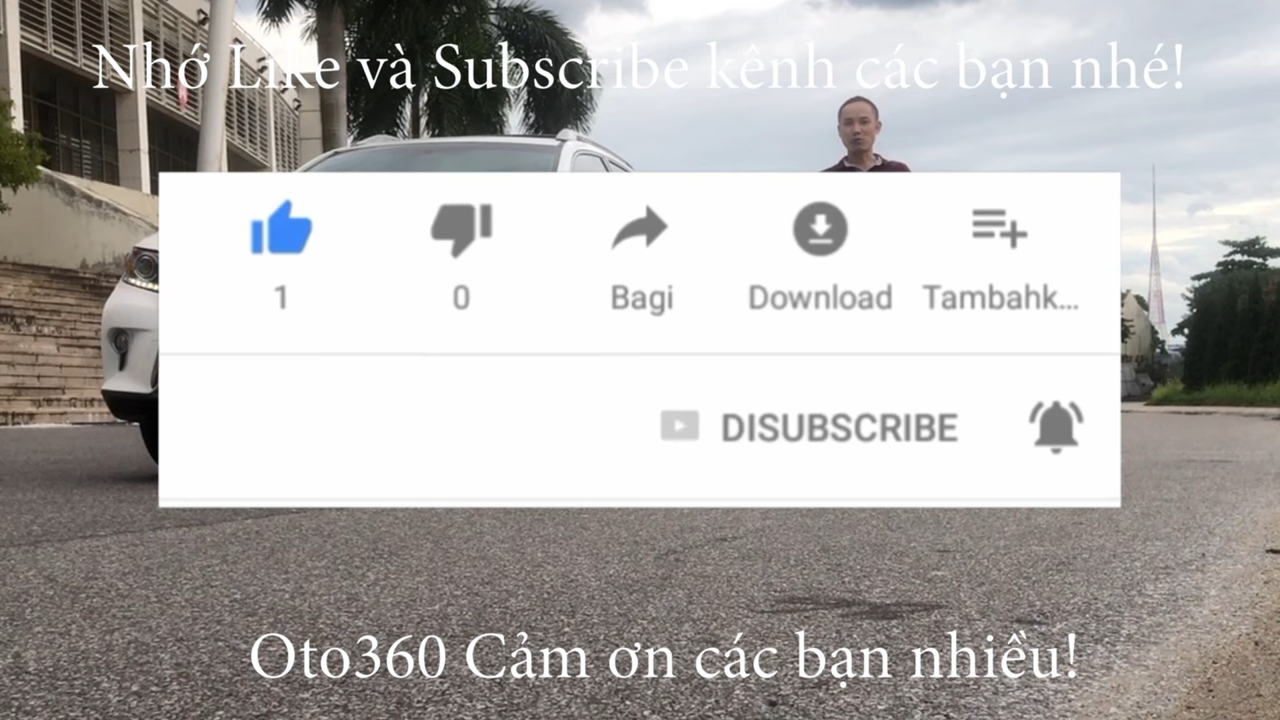 Nhớ Like và Subscribe kênh các bạn nhé!
1
0
Bagi
Download
Tambahk...
DISUBSCRIBE
Oto360 Cảm ơn các bạn nhiều!